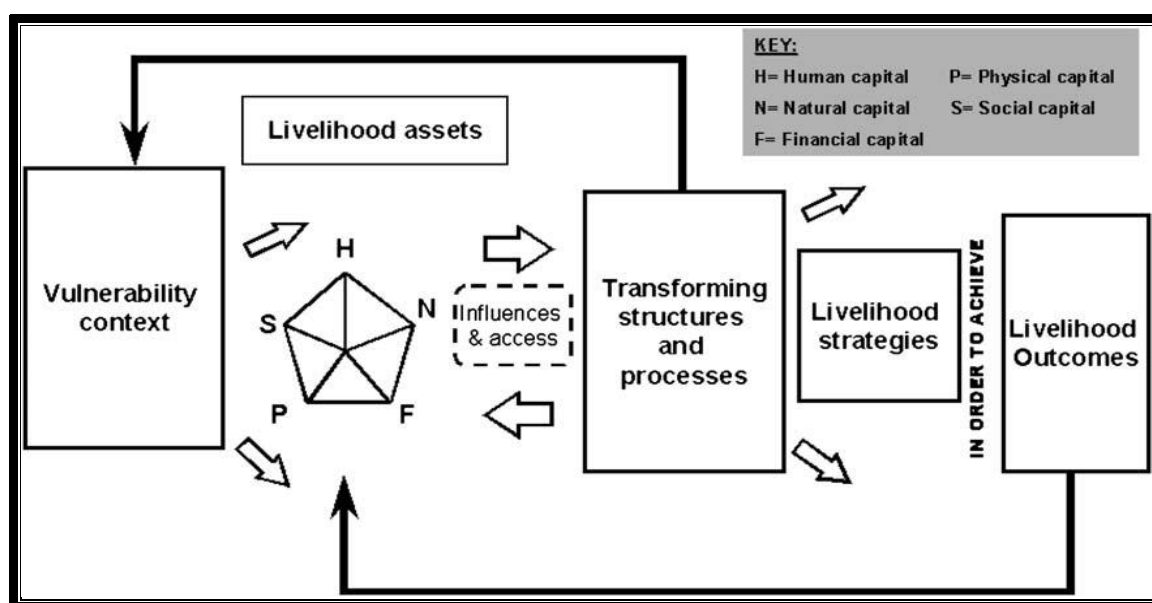 KEY:
H= Human capital P= Physical capital
N= Natural capital S= Social capital
F= Financial capital
Livelihood assets
Vulnerability
context
H
S
N
P
F
Influences
& access
Transforming
structures
and
processes
Livelihood
strategies
IN ORDER TO ACHIEVE
Livelihood
Outcomes